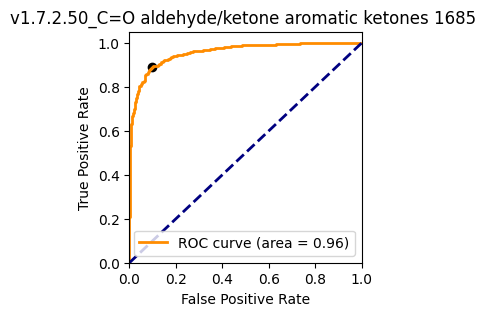 v1.7.2.50_C=O aldehyde/ketone aromatic ketones 1685
1.0
0.8
0.6
0.4
0.2
0.0
True Positive Rate
ROC curve (area = 0.96)
0.0 0.2 0.4 0.6 0.8 1.0
False Positive Rate